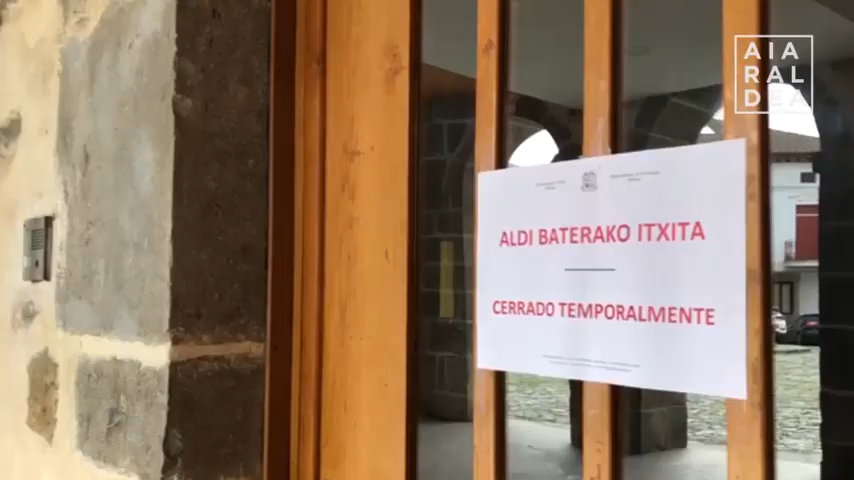 AIA
RAL
DEA
ALDI BATERAKO ITXITA
CERRADO TEMPORALMENTE